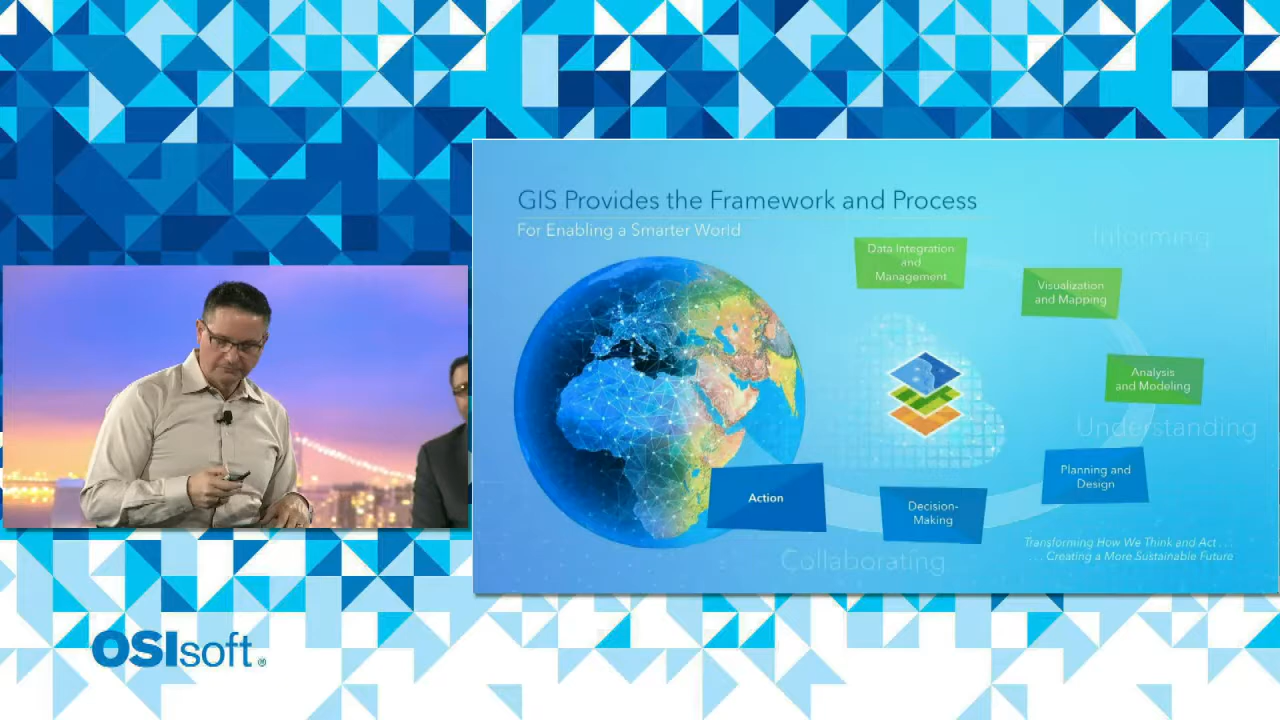 GIS Provides the Framework and Process
For Enabling a Smarter World
Informing
Data Integration
and
Management
Visualization
and Mapping
Analysis
and Modeling
Understanding
Planning and
Design
Action
Decision-
Making
Transforming How We Think and Act . . .
. . . Creating a More Sustainable Future
Collaborating
OSIsoft®